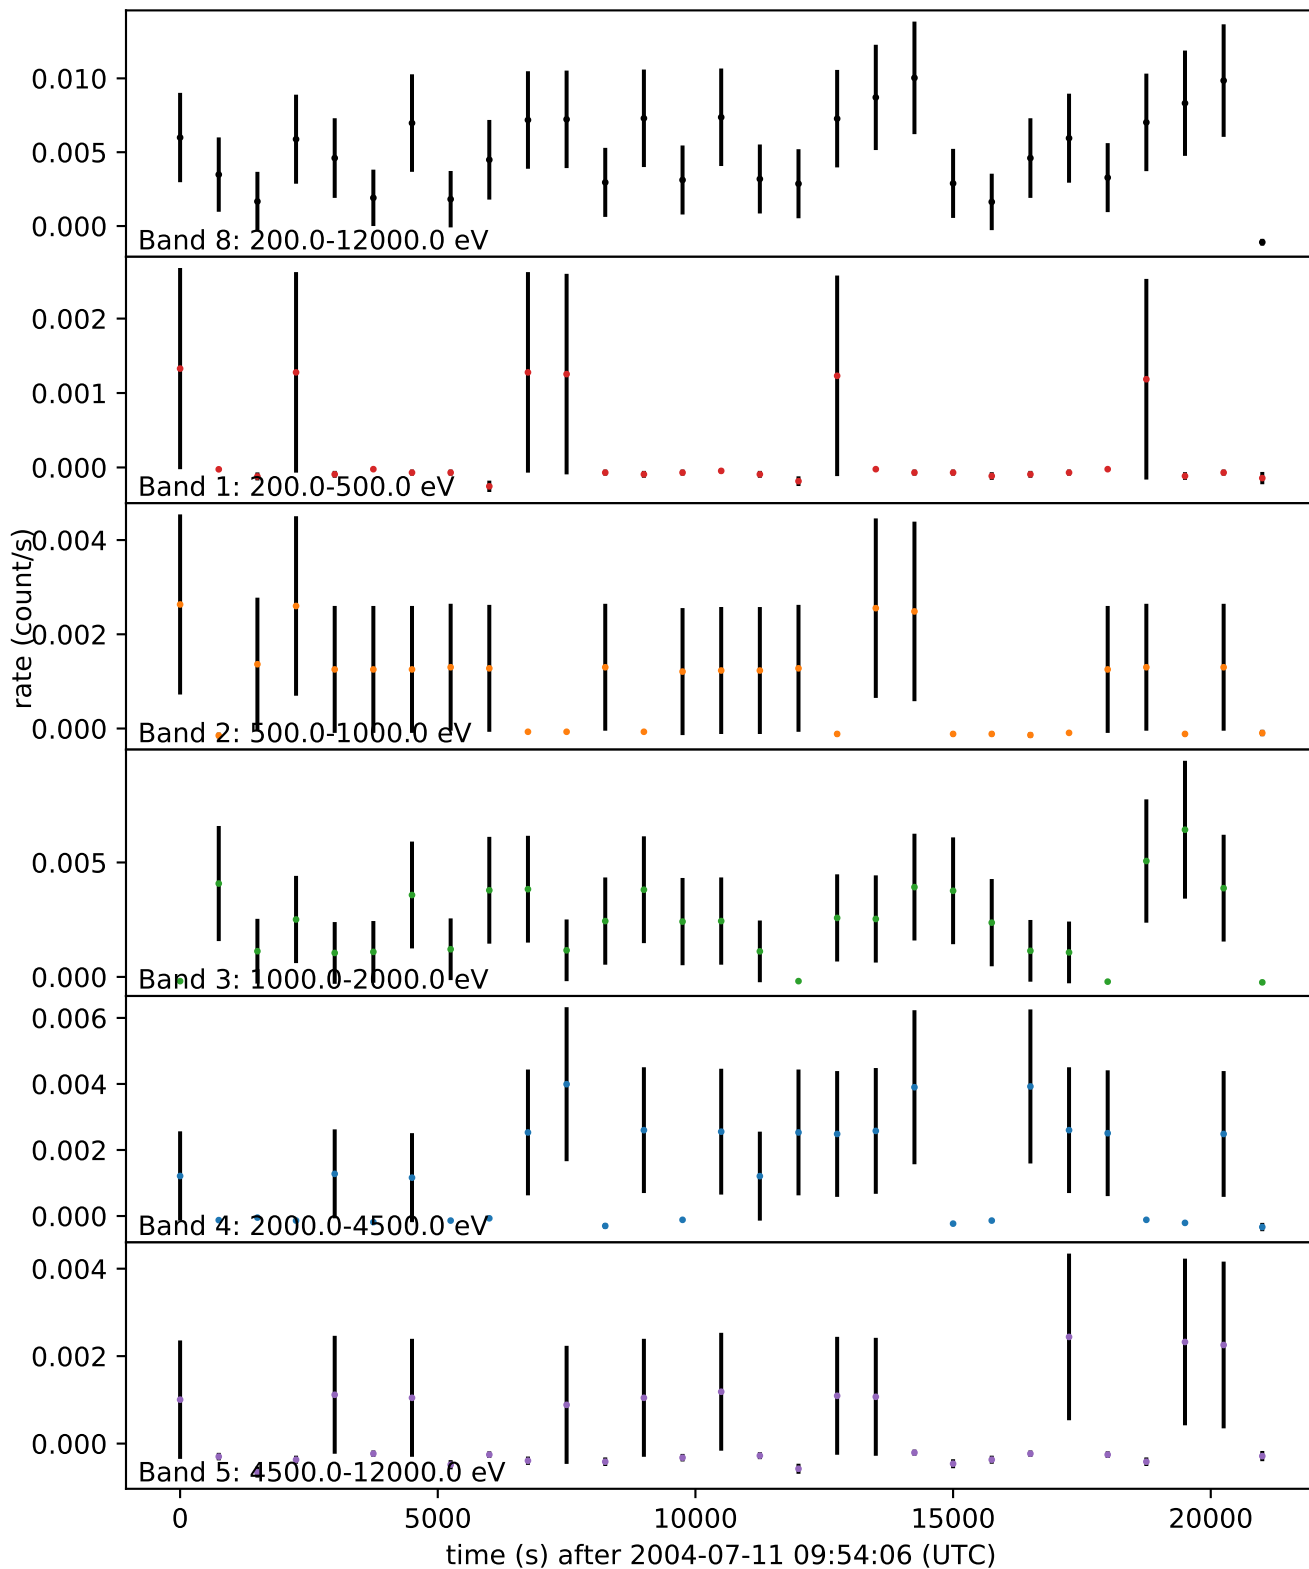 0.010
0.005
0.000
Band 8: 200.0-12000.0 eV
0.002
0.001
0.000
Band 1: 200.0-500.0 eV
rate (count/s)
0.004
0.002
0.000
Band 2: 500.0-1000.0 eV
0.005
0.000
Band 3: 1000.0-2000.0 eV
0.006
0.004
0.002
0.000
Band 4: 2000.0-4500.0 eV
0.004
0.002
0.000
Band 5: 4500.0-12000.0 eV
0 5000 10000 15000 20000
time (s) after 2004-07-11 09:54:06 (UTC)